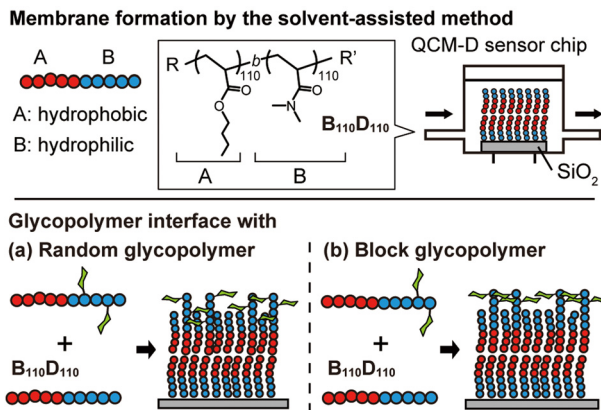 Membrane formation by the solvent-assisted method
A B
A: hydrophobic
B: hydrophilic
R b R'
110 110
O O
O N
B110D110
A B
QCM-D sensor chip
SiO2
Glycopolymer interface with
(a) Random glycopolymer
+
B110D110
(b) Block glycopolymer
+
B110D110